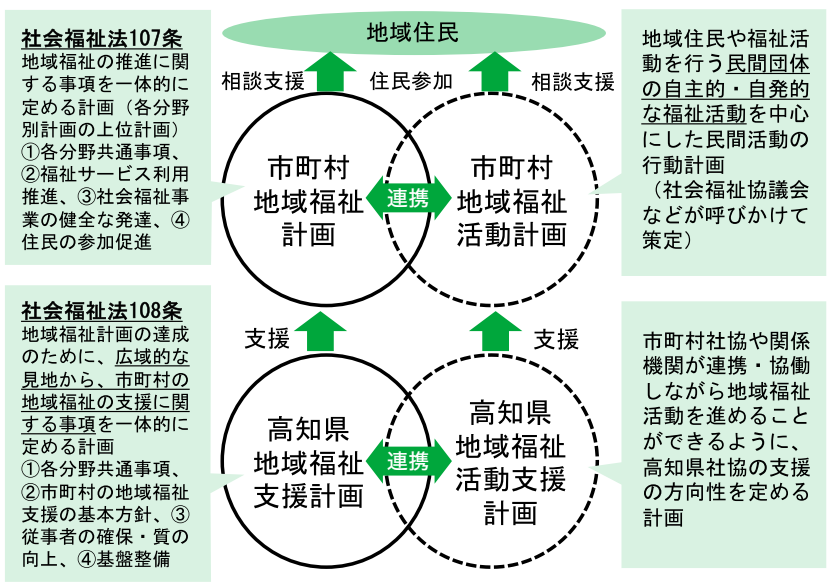 社会福祉法107条
地域福祉の推進に関
する事項を一体的に
定める計画（各分野
別計画の上位計画）
①各分野共通事項、
②福祉サービス利用
推進、③社会福祉事
業の健全な発達、④
住民の参加促進
地域住民
相談支援
住民参加
相談支援
市町村
地域福祉
計画
連携
市町村
地域福祉
活動計画
地域住民や福祉活
動を行う民間団体
の自主的・自発的
な福祉活動を中心
にした民間活動の
行動計画
（社会福祉協議会
などが呼びかけて
策定）
社会福祉法108条
地域福祉計画の達成
のために、広域的な
見地から、市町村の
地域福祉の支援に関
する事項を一体的に
定める計画
①各分野共通事項、
②市町村の地域福祉
支援の基本方針、③
従事者の確保・質の
向上、④基盤整備
支援
支援
高知県
地域福祉
支援計画
連携
高知県
地域福祉
活動支援
計画
市町村社協や関係
機関が連携・協働
しながら地域福祉
活動を進めること
ができるように、
高知県社協の支援
の方向性を定める
計画